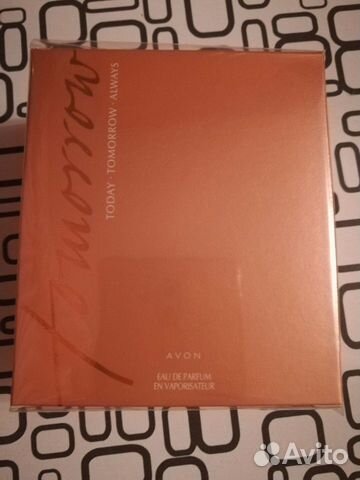 tomorrow
TODAY · TOMORROW · ALWAYS
AVON
EAU DE PARFUM
EN VAPORISATEUR
Avito